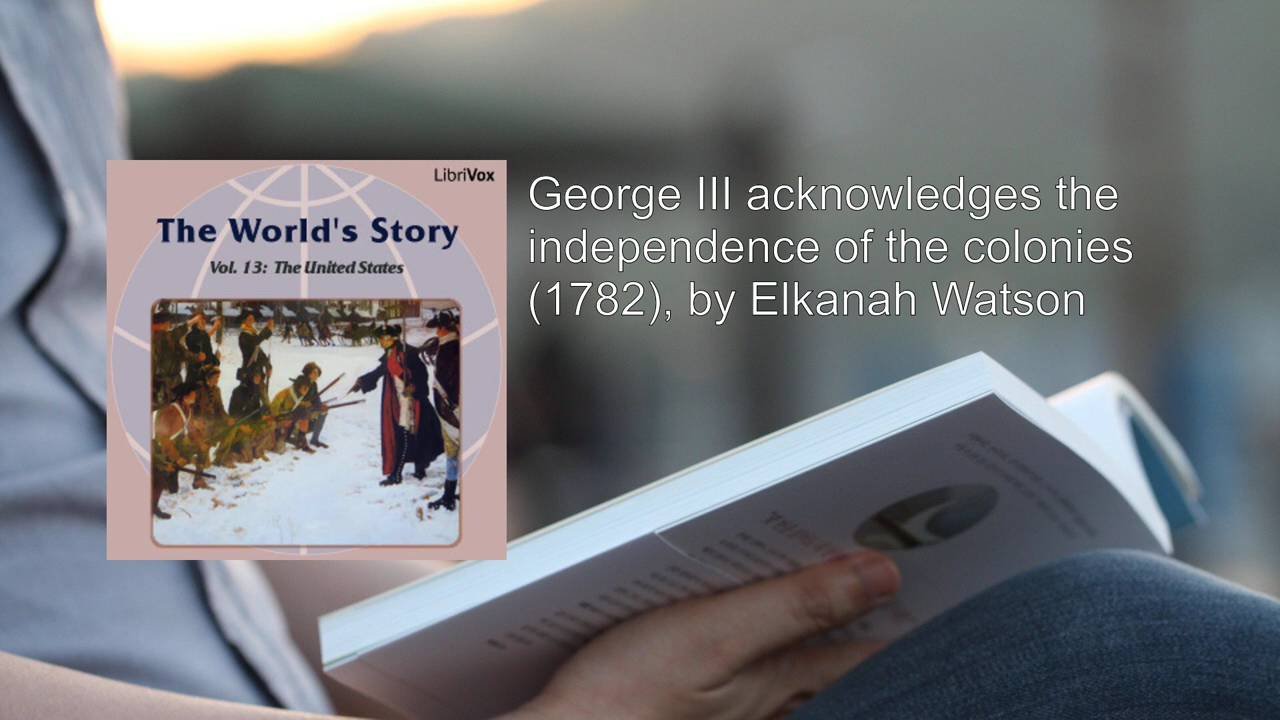 LibriVox
The World's Story
Vol. 13: The United States
George III acknowledges the
independence of the colonies
(1782), by Elkanah Watson